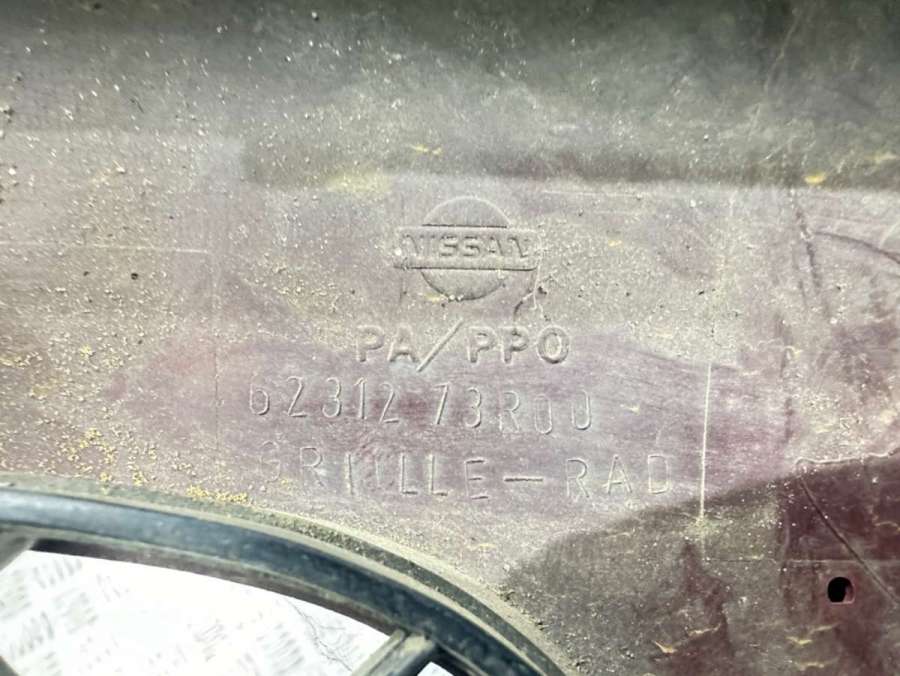 NISSAN
PA/PPO
62312 73R00
GRILLE-RAD